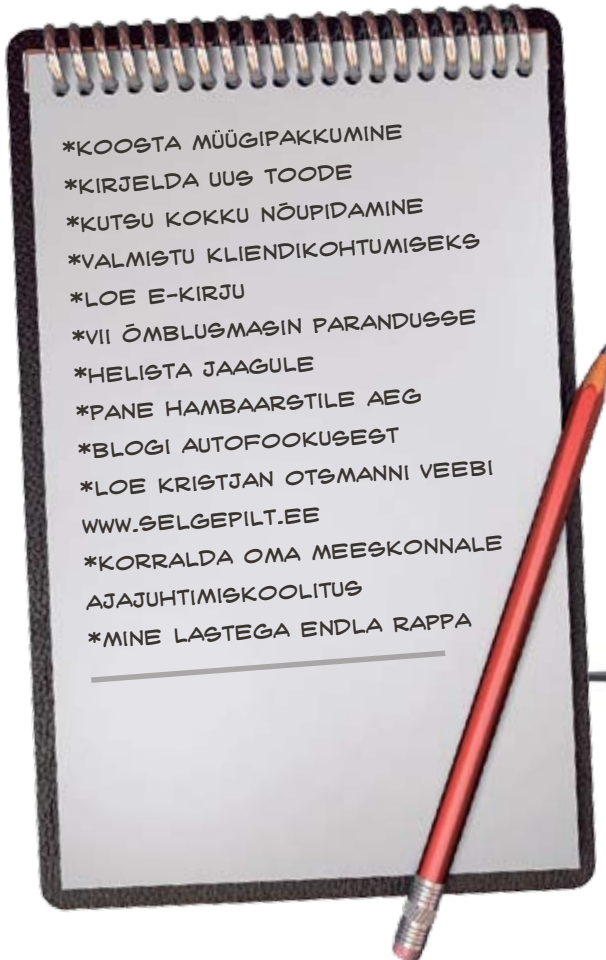 *KOOSTA MÜÜGIPAKKUMINE
*KIRJELDA UUS TOODE
*KUTSU KOKKU NÕUPIDAMINE
*VALMISTU KLIENDIKOHTUMISEKS
*LOE E-KIRJU
*VII ÕMBLUSMASIN PARANDUSSE
*HELISTA JAAGULE
*PANE HAMBAARSTILE AEG
*BLOGI AUTOFOOKUSEST
*LOE KRISTJAN OTSMANNI VEEBI
WWW.SELGEPILT.EE
*KORRALDA OMA MEESKONNALE
AJAJUHTIMISKOOLITUS
*MINE LASTEGA ENDLA RAPPA